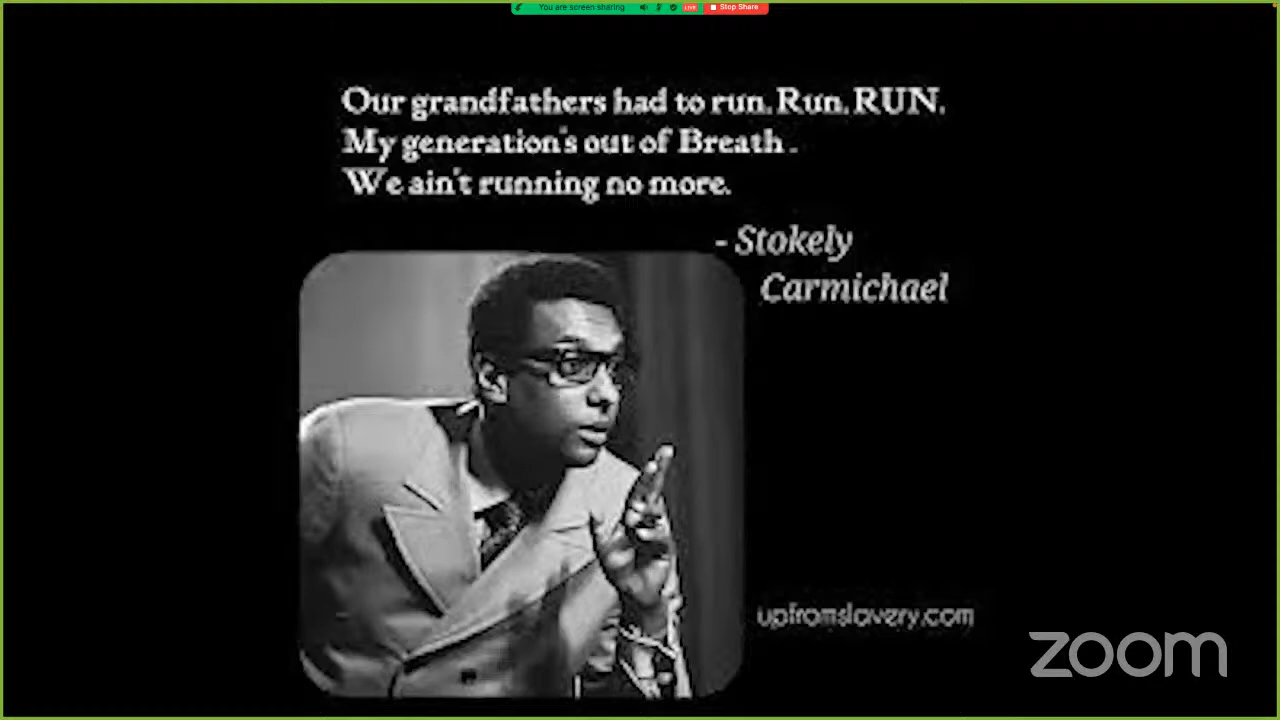 You are screen sharing LIVE Stop Share
Our grandfathers had to run. Run. RUN.
My generation's out of Breath .
We ain't running no more.
- Stokely
Carmichael
upfromslavery.com
zoom